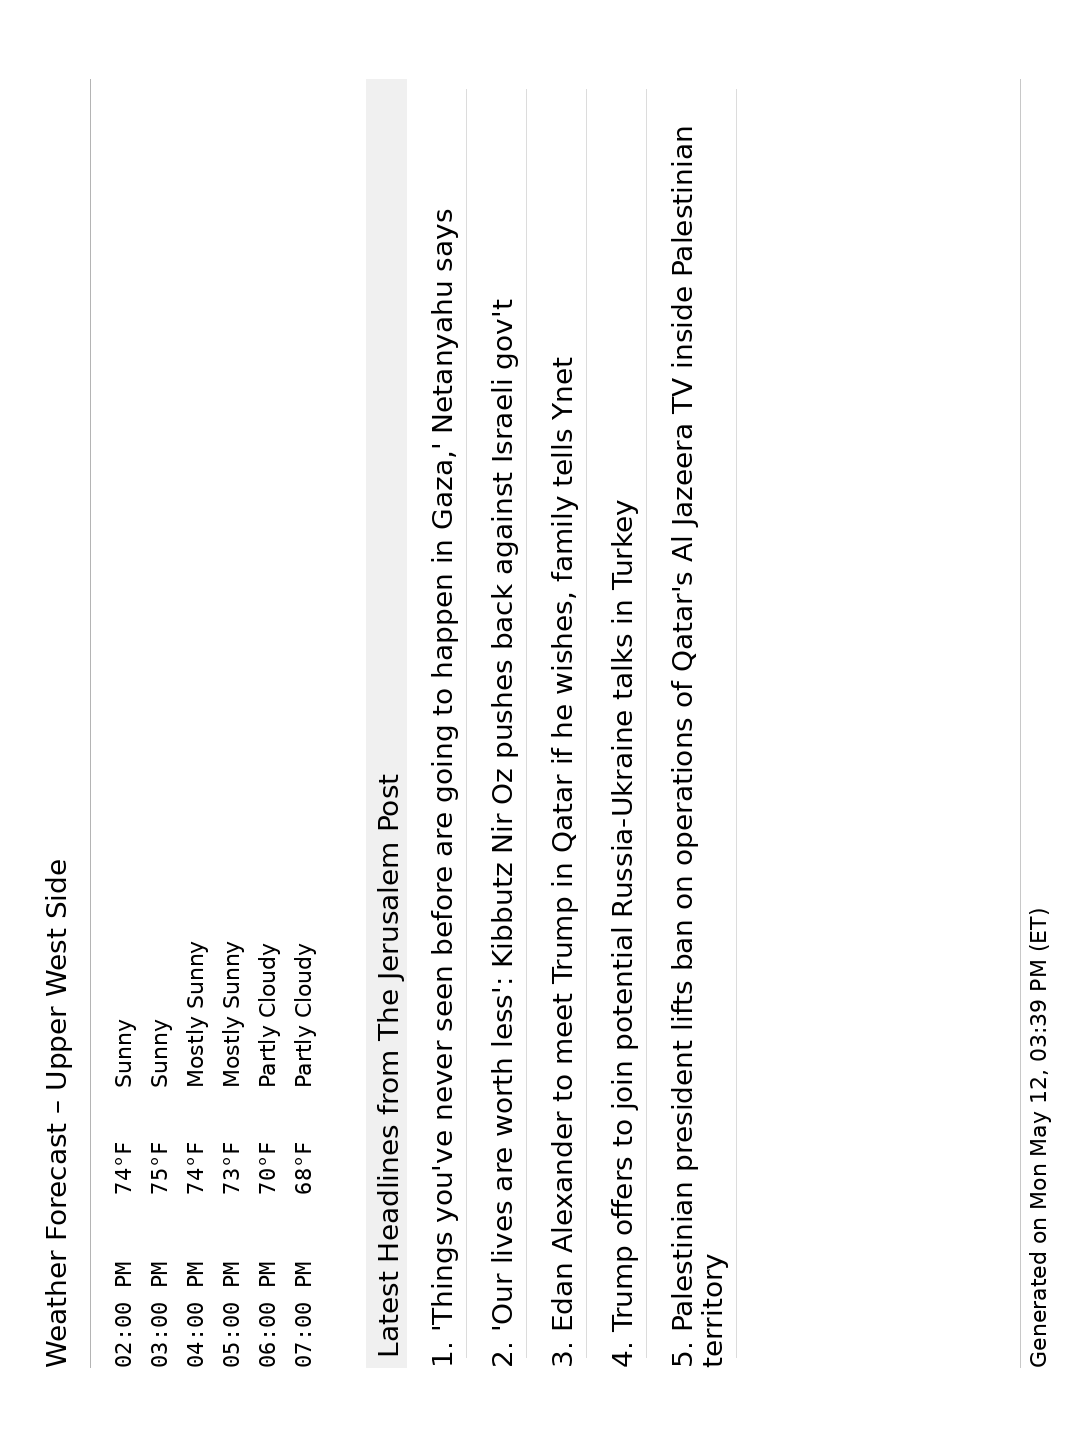 Weather Forecast – Upper West Side
02:00 PM 74°F Sunny
03:00 PM 75°F Sunny
04:00 PM 74°F Mostly Sunny
05:00 PM 73°F Mostly Sunny
06:00 PM 70°F Partly Cloudy
07:00 PM 68°F Partly Cloudy
Latest Headlines from The Jerusalem Post
1. 'Things you've never seen before are going to happen in Gaza,' Netanyahu says
2. 'Our lives are worth less': Kibbutz Nir Oz pushes back against Israeli gov't
3. Edan Alexander to meet Trump in Qatar if he wishes, family tells Ynet
4. Trump offers to join potential Russia-Ukraine talks in Turkey
5. Palestinian president lifts ban on operations of Qatar's Al Jazeera TV inside Palestinian
territory
Generated on Mon May 12, 03:39 PM (ET)